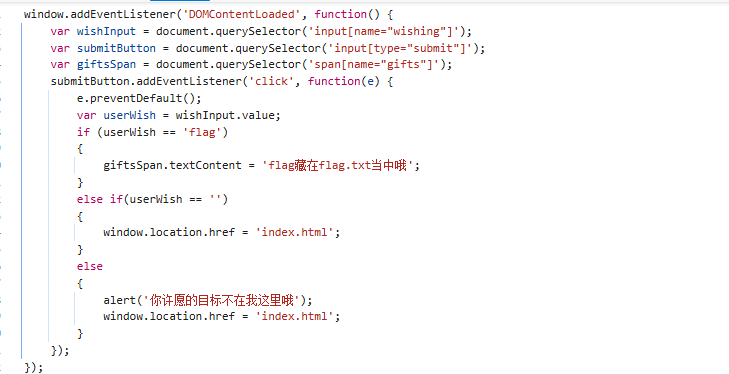 window.addEventListener('DOMContentLoaded', function() {
    var wishInput = document.querySelector('input[name="wishing"]');
    var submitButton = document.querySelector('input[type="submit"]');
    var giftsSpan = document.querySelector('span[name="gifts"]');
    submitButton.addEventListener('click', function(e) {
        e.preventDefault();
        var userWish = wishInput.value;
        if (userWish == 'flag')
        {
            giftsSpan.textContent = 'flag藏在flag.txt当中哦';
        }
        else if(userWish == '')
        {
            window.location.href = 'index.html';
        }
        else
        {
            alert('你许愿的目标不在我这里哦');
            window.location.href = 'index.html';
        }
    });
});